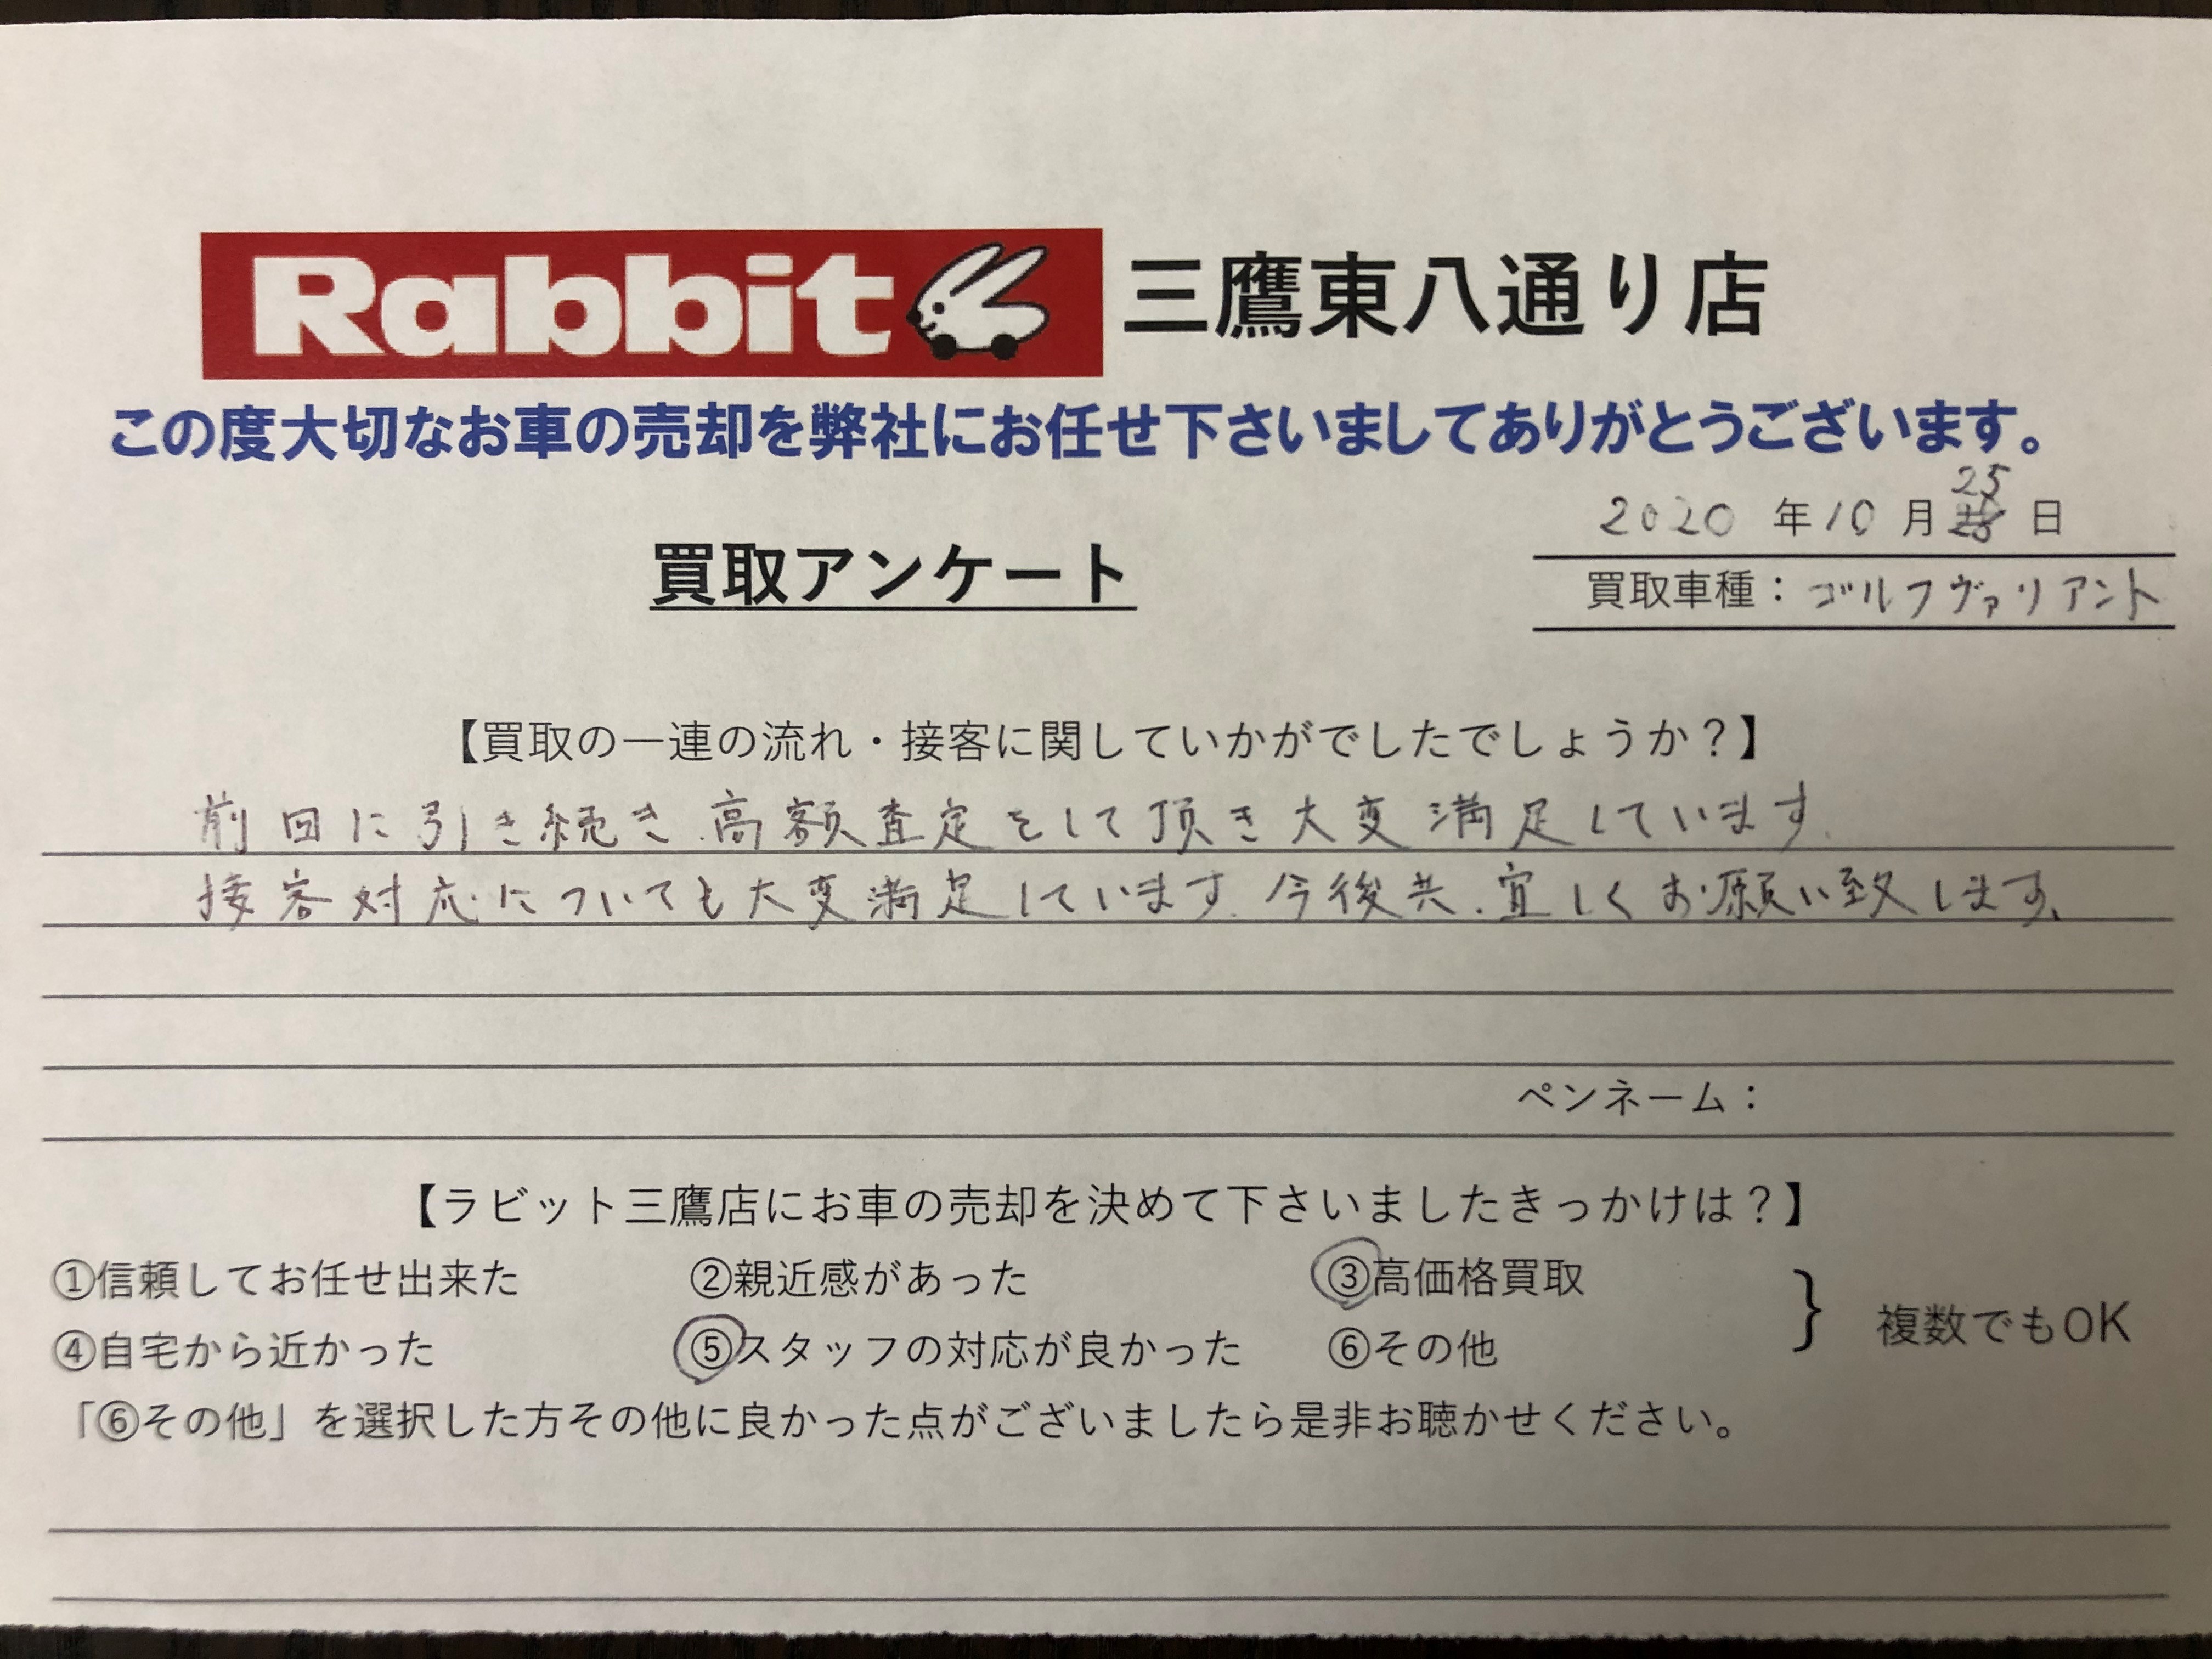 Rabbit 三鷹東八通り店
この度大切なお車の売却を弊社にお任せ下さいましてありがとうございます。
2020 年 10 月 25 日
買取アンケート
買取車種：ゴルフヴァリアント
【買取の一連の流れ・接客に関していかがでしたでしょうか？】
前回に引き続き、高額査定をして頂き大変満足しています。
接客対応についても大変満足しています。今後共、宜しくお願い致します。
ペンネーム：
【ラビット三鷹店にお車の売却を決めて下さいましたきっかけは？】
①信頼してお任せ出来た ②親近感があった ③高価格買取
④自宅から近かった ⑤スタッフの対応が良かった ⑥その他 } 複数でもOK
「⑥その他」を選択した方その他に良かった点がございましたら是非お聴かせください。